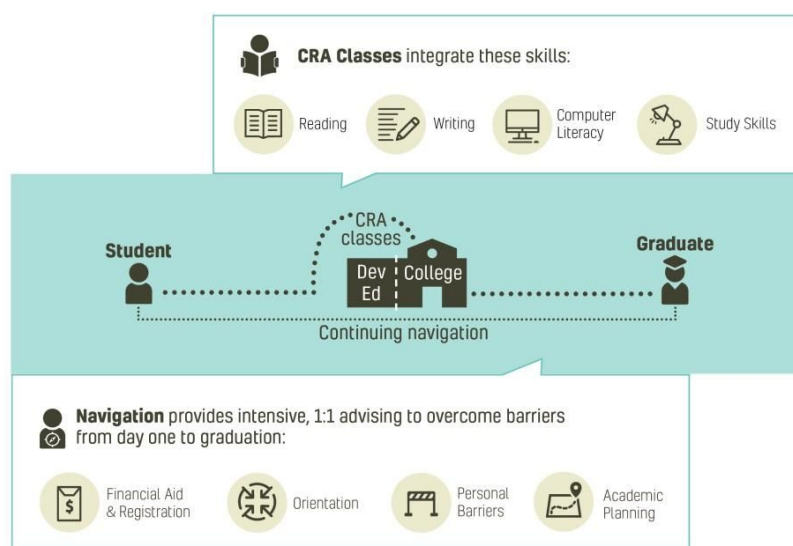 CRA Classes integrate these skills:
Reading
Writing
Computer
Literacy
Study Skills
CRA
classes
Student
Graduate
Dev
Ed
College
Continuing navigation
Navigation provides intensive, 1:1 advising to overcome barriers
from day one to graduation:
$
Financial Aid
& Registration
Orientation
Personal
Barriers
Academic
Planning